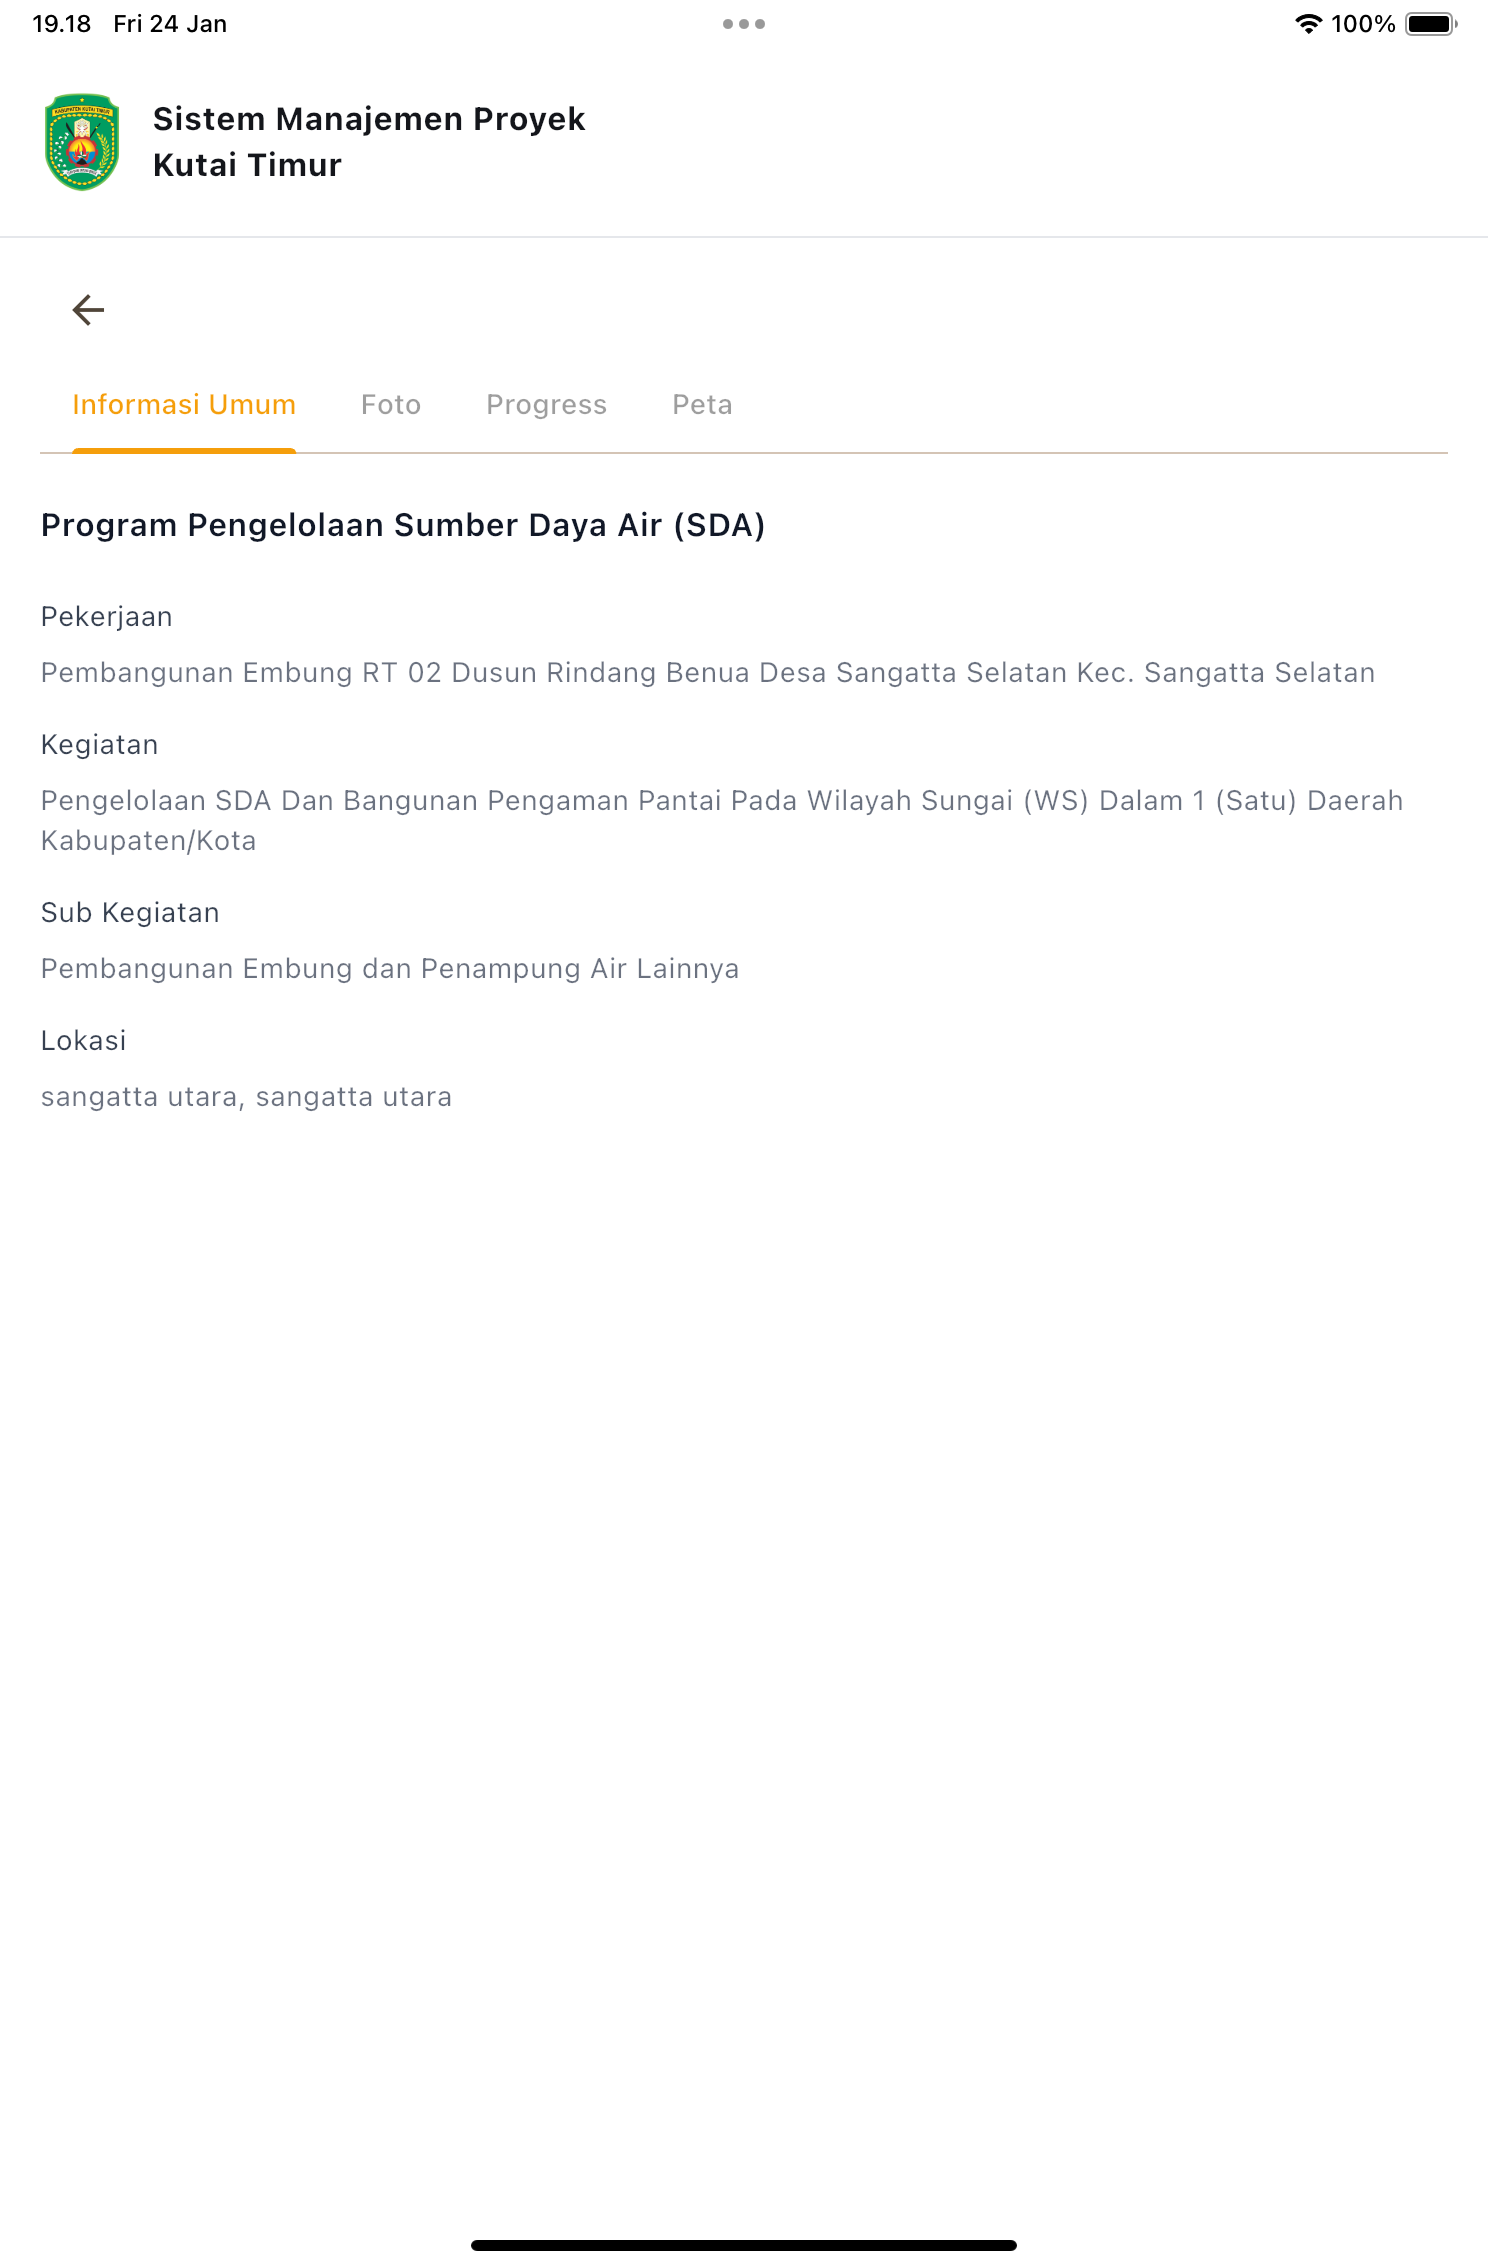 19.18 Fri 24 Jan
100%
KABUPATEN KUTAI TIMUR
Sistem Manajemen Proyek
Kutai Timur
Informasi Umum
Foto
Progress
Peta
Program Pengelolaan Sumber Daya Air (SDA)
Pekerjaan
Pembangunan Embung RT 02 Dusun Rindang Benua Desa Sangatta Selatan Kec. Sangatta Selatan
Kegiatan
Pengelolaan SDA Dan Bangunan Pengaman Pantai Pada Wilayah Sungai (WS) Dalam 1 (Satu) Daerah
Kabupaten/Kota
Sub Kegiatan
Pembangunan Embung dan Penampung Air Lainnya
Lokasi
sangatta utara, sangatta utara